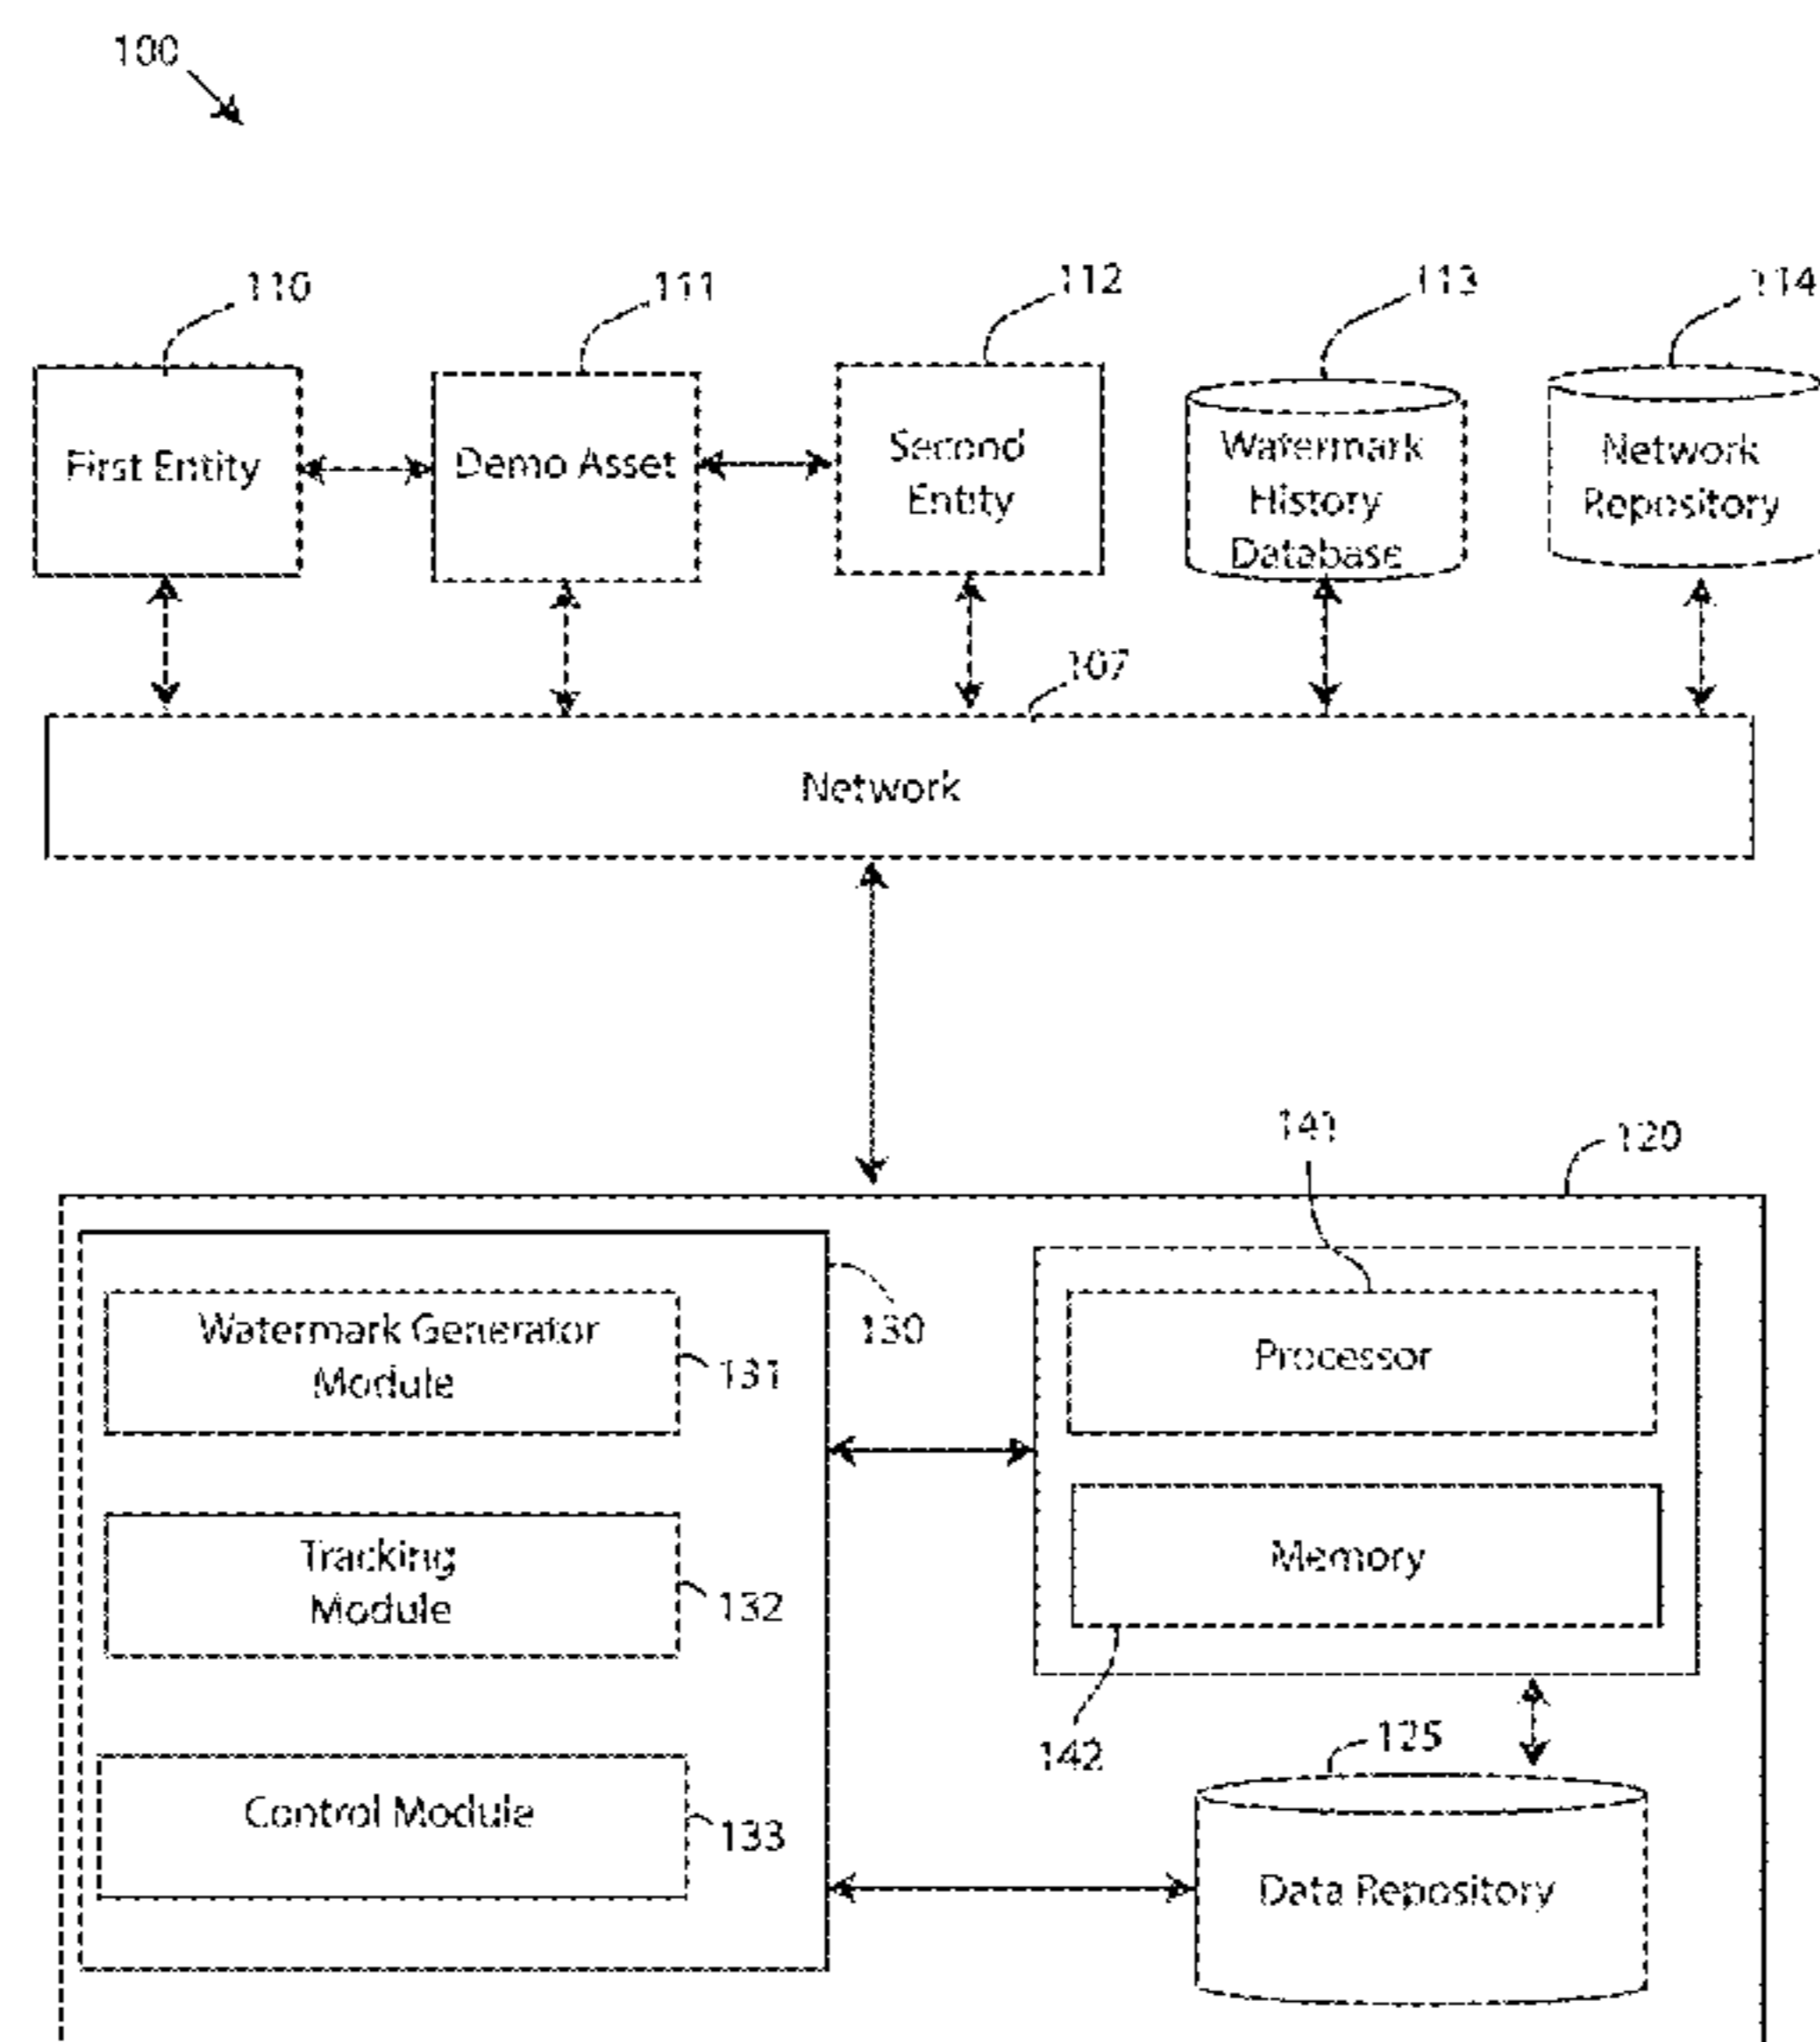 100
110
111
112
113
114
First Entity
Demo Asset
Second
Entity
Watermark
History
Database
Network
Repository
107
Network
141
120
130
Watermark Generator
Module
131
Processor
Tracking
Module
132
Memory
142
125
Control Module
133
Data Repository